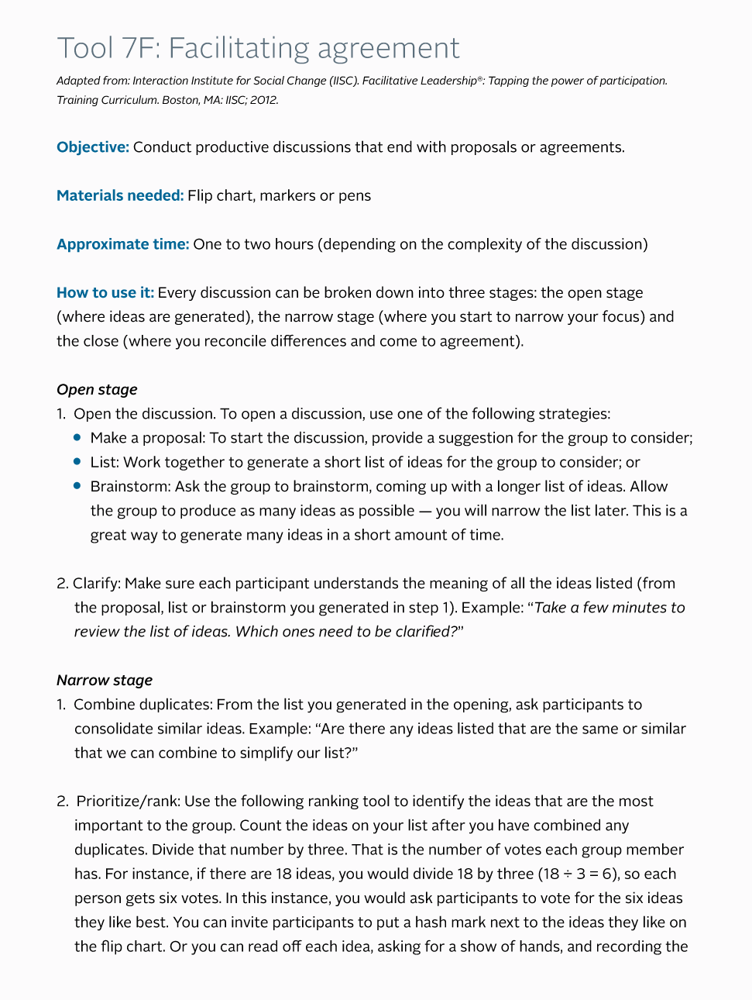 Tool 7F: Facilitating agreement
Adapted from: Interaction Institute for Social Change (IISC). Facilitative Leadership®: Tapping the power of participation.
Training Curriculum. Boston, MA: IISC; 2012.
Objective: Conduct productive discussions that end with proposals or agreements.
Materials needed: Flip chart, markers or pens
Approximate time: One to two hours (depending on the complexity of the discussion)
How to use it: Every discussion can be broken down into three stages: the open stage
(where ideas are generated), the narrow stage (where you start to narrow your focus) and
the close (where you reconcile differences and come to agreement).
Open stage
1. Open the discussion. To open a discussion, use one of the following strategies:
• Make a proposal: To start the discussion, provide a suggestion for the group to consider;
• List: Work together to generate a short list of ideas for the group to consider; or
• Brainstorm: Ask the group to brainstorm, coming up with a longer list of ideas. Allow
the group to produce as many ideas as possible — you will narrow the list later. This is a
great way to generate many ideas in a short amount of time.
2. Clarify: Make sure each participant understands the meaning of all the ideas listed (from
the proposal, list or brainstorm you generated in step 1). Example: “Take a few minutes to
review the list of ideas. Which ones need to be clarified?”
Narrow stage
1. Combine duplicates: From the list you generated in the opening, ask participants to
consolidate similar ideas. Example: “Are there any ideas listed that are the same or similar
that we can combine to simplify our list?”
2. Prioritize/rank: Use the following ranking tool to identify the ideas that are the most
important to the group. Count the ideas on your list after you have combined any
duplicates. Divide that number by three. That is the number of votes each group member
has. For instance, if there are 18 ideas, you would divide 18 by three (18 ÷ 3 = 6), so each
person gets six votes. In this instance, you would ask participants to vote for the six ideas
they like best. You can invite participants to put a hash mark next to the ideas they like on
the flip chart. Or you can read off each idea, asking for a show of hands, and recording the